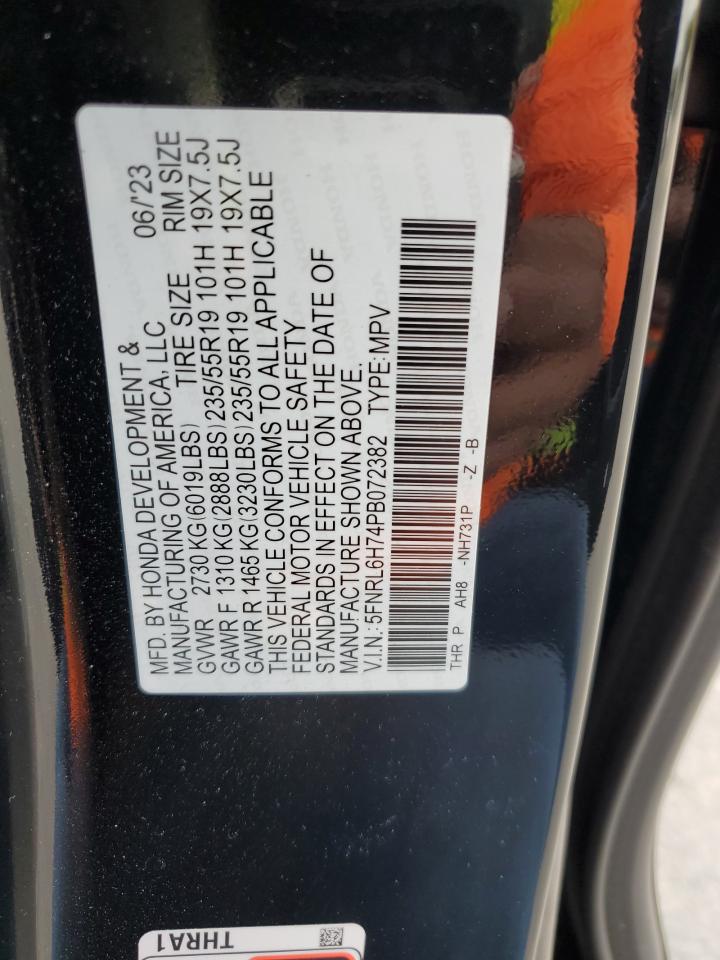 MFD. BY HONDA DEVELOPMENT &
MANUFACTURING OF AMERICA, LLC 06/'23
TIRE SIZE RIM SIZE
GVWR 2730 KG (6019LBS)
GAWR F 1310 KG (2888LBS) 235/55R19 101H 19X7.5J
GAWR R 1465 KG (3230LBS) 235/55R19 101H 19X7.5J
THIS VEHICLE CONFORMS TO ALL APPLICABLE
FEDERAL MOTOR VEHICLE SAFETY
STANDARDS IN EFFECT ON THE DATE OF
MANUFACTURE SHOWN ABOVE.
V.I.N.: 5FNRL6H74PB072382 TYPE: MPV
THR P AH8 -NH731P -Z -B
THRA1